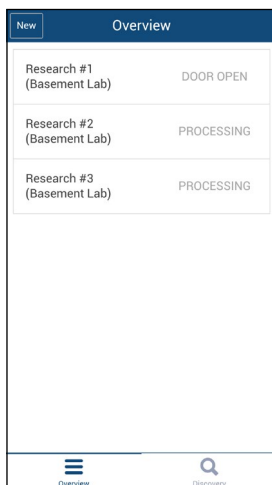 New
Overview
Research #1
(Basement Lab)
DOOR OPEN
Research #2
(Basement Lab)
PROCESSING
Research #3
(Basement Lab)
PROCESSING
Overview
Discovery